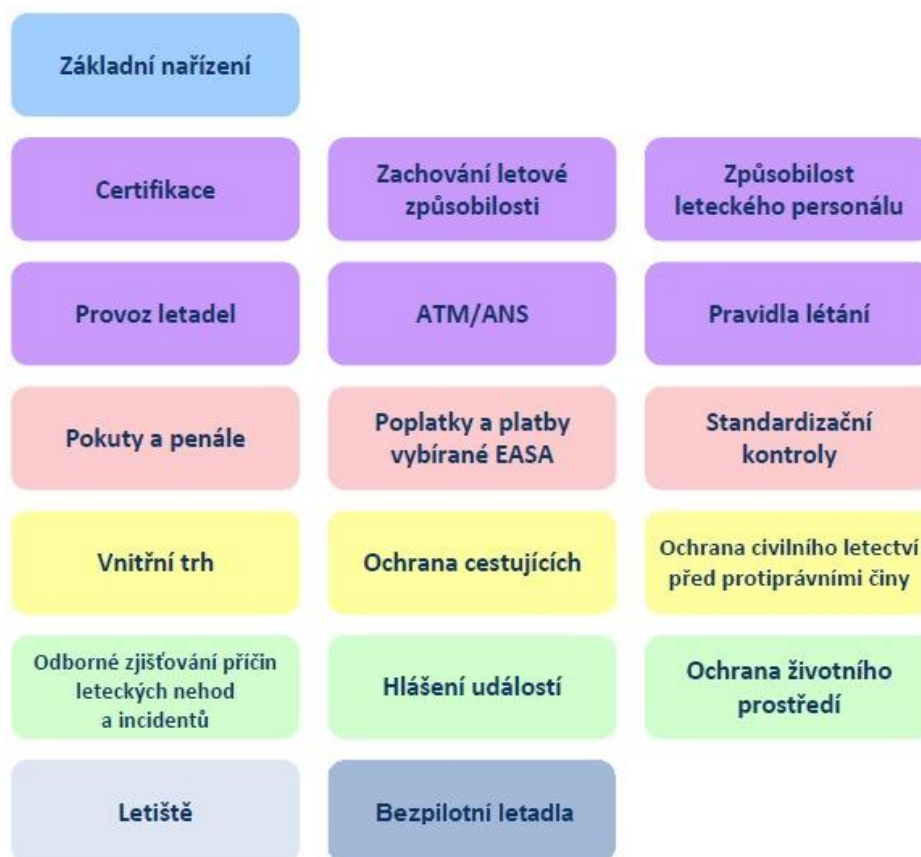 Základní nařízení
Certifikace
Zachování letové
způsobilosti
Způsobilost
leteckého personálu
Provoz letadel
ATM/ANS
Pravidla létání
Pokuty a penále
Poplatky a platby
vybírané EASA
Standardizační
kontroly
Vnitřní trh
Ochrana cestujících
Ochrana civilního letectví
před protiprávními činy
Odborné zjišťování příčin
leteckých nehod
a incidentů
Hlášení událostí
Ochrana životního
prostředí
Letiště
Bezpilotní letadla